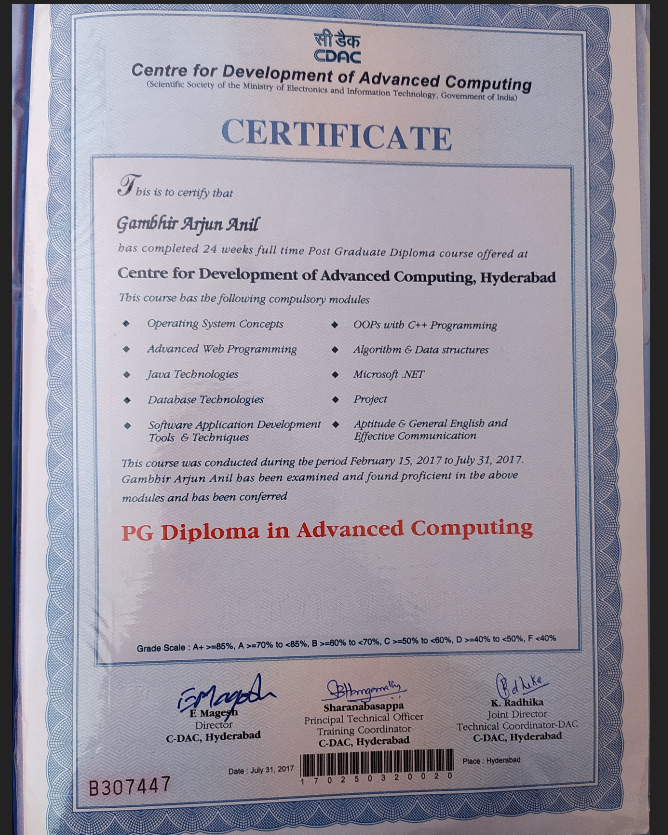 सी डैक
CDAC
Centre for Development of Advanced Computing
(Scientific Society of the Ministry of Electronics and Information Technology, Government of India)
CERTIFICATE
This is to certify that
Gambhir Arjun Anil
has completed 24 weeks full time Post Graduate Diploma course offered at
Centre for Development of Advanced Computing, Hyderabad
This course has the following compulsory modules
Operating System Concepts
OOPs with C++ Programming
Advanced Web Programming
Algorithm & Data structures
Java Technologies
Microsoft .NET
Database Technologies
Project
Software Application Development
Tools & Techniques
Aptitude & General English and
Effective Communication
This course was conducted during the period February 15, 2017 to July 31, 2017.
Gambhir Arjun Anil has been examined and found proficient in the above
modules and has been conferred
PG Diploma in Advanced Computing
Grade Scale : A+ >=85%, A >=70% to <85%, B >=60% to <70%, C >=50% to <60%, D >=40% to <50%, F <40%
E Magesh
Director
C-DAC, Hyderabad
Sharanabasappa
Principal Technical Officer
Training Coordinator
C-DAC, Hyderabad
K. Radhika
Joint Director
Technical Coordinator-DAC
C-DAC, Hyderabad
Date : July 31, 2017
Place : Hyderabad
170250320020
B307447